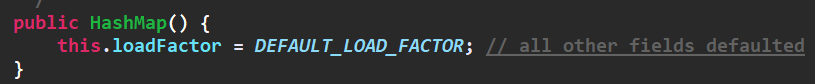 public HashMap() {
this.loadFactor = DEFAULT_LOAD_FACTOR; // all other fields defaulted
}